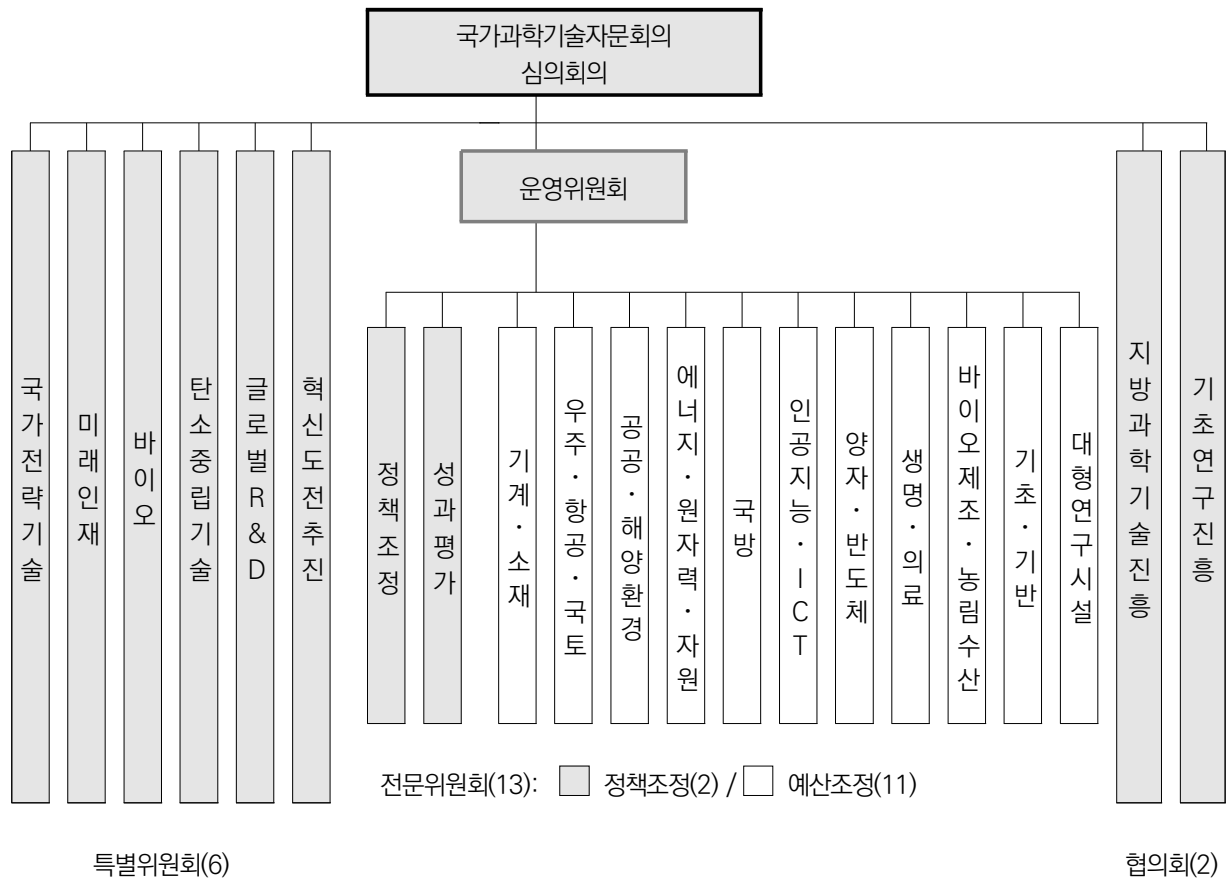 국가과학기술자문회의
심의회의
운영위원회
국가전략기술
미래인재
바이오
탄소중립기술
글로벌R&D
혁신도전추진
정책조정
성과평가
기계·소재
우주·항공·국토
공공·해양환경
에너지·원자력·자원
국방
인공지능·ICT
양자·반도체
생명·의료
바이오제조·농림수산
기초·기반
대형연구시설
지방과학기술진흥
기초연구진흥
전문위원회(13): 정책조정(2) / 예산조정(11)
특별위원회(6)
협의회(2)